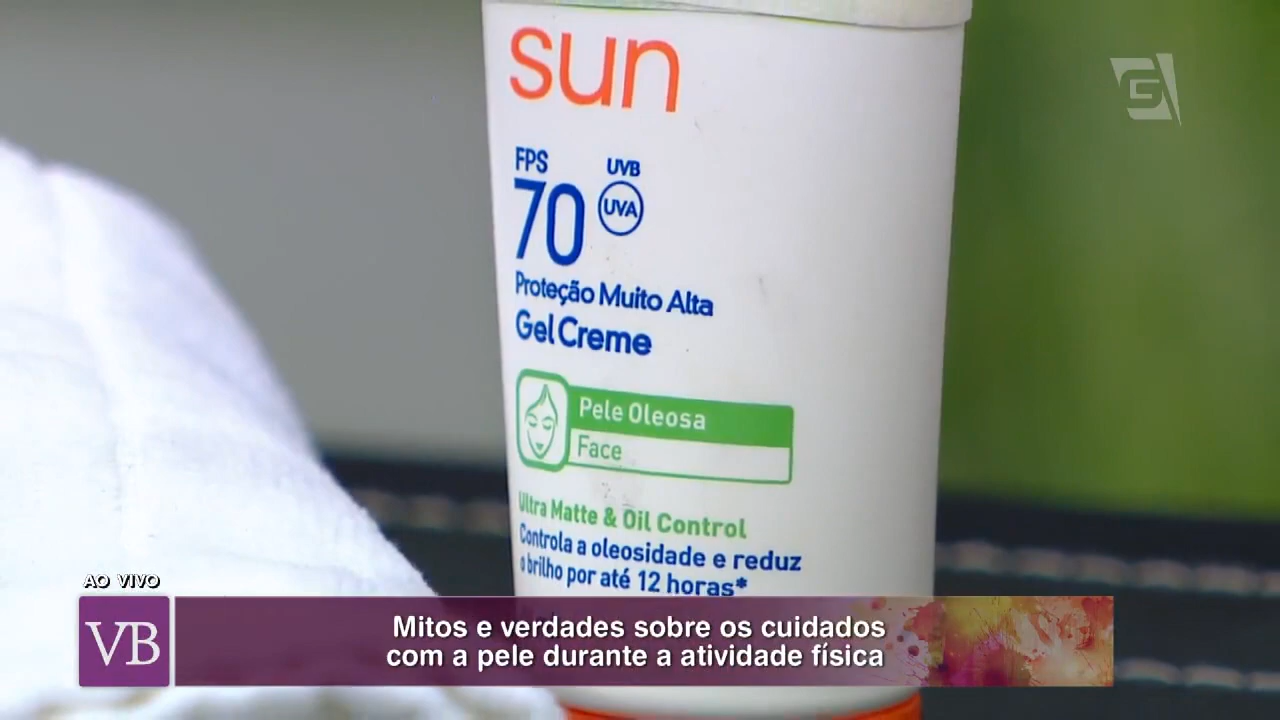 sun
FPS
70
UVB
UVA
Proteção Muito Alta
Gel Creme
Pele Oleosa
Face
Ultra Matte & Oil Control
Controla a oleosidade e reduz
o brilho por até 12 horas*
AO VIVO
VB
Mitos e verdades sobre os cuidados
com a pele durante a atividade física
G